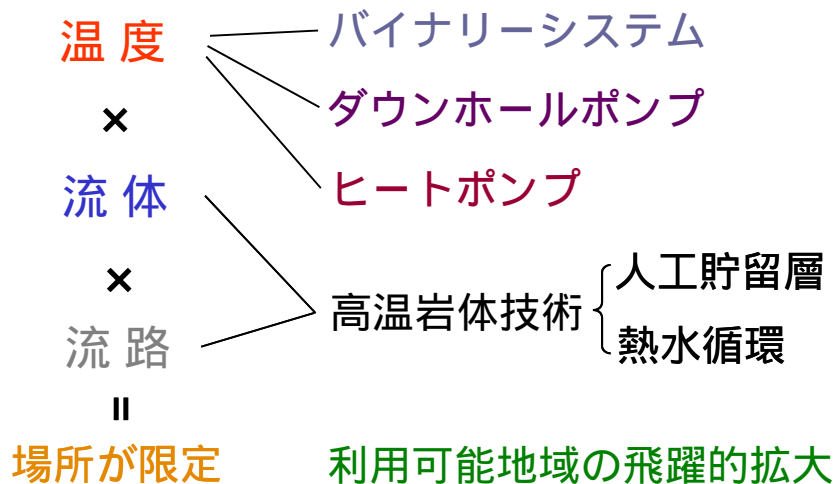 温度
×
流体
×
流路
=
場所が限定
バイナリーシステム
ダウンホールポンプ
ヒートポンプ
高温岩体技術
人工貯留層
熱水循環
利用可能地域の飛躍的拡大